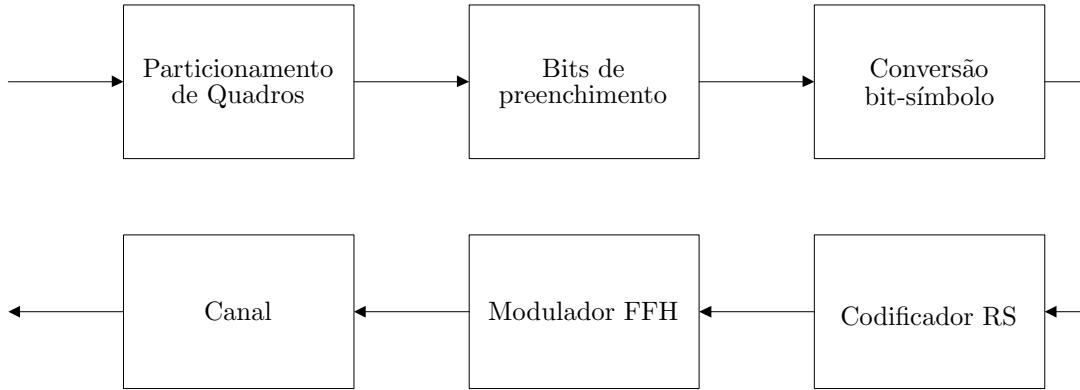 Particionamento
de Quadros
Bits de
preenchimento
Conversão
bit-símbolo
Canal
Modulador FFH
Codificador RS